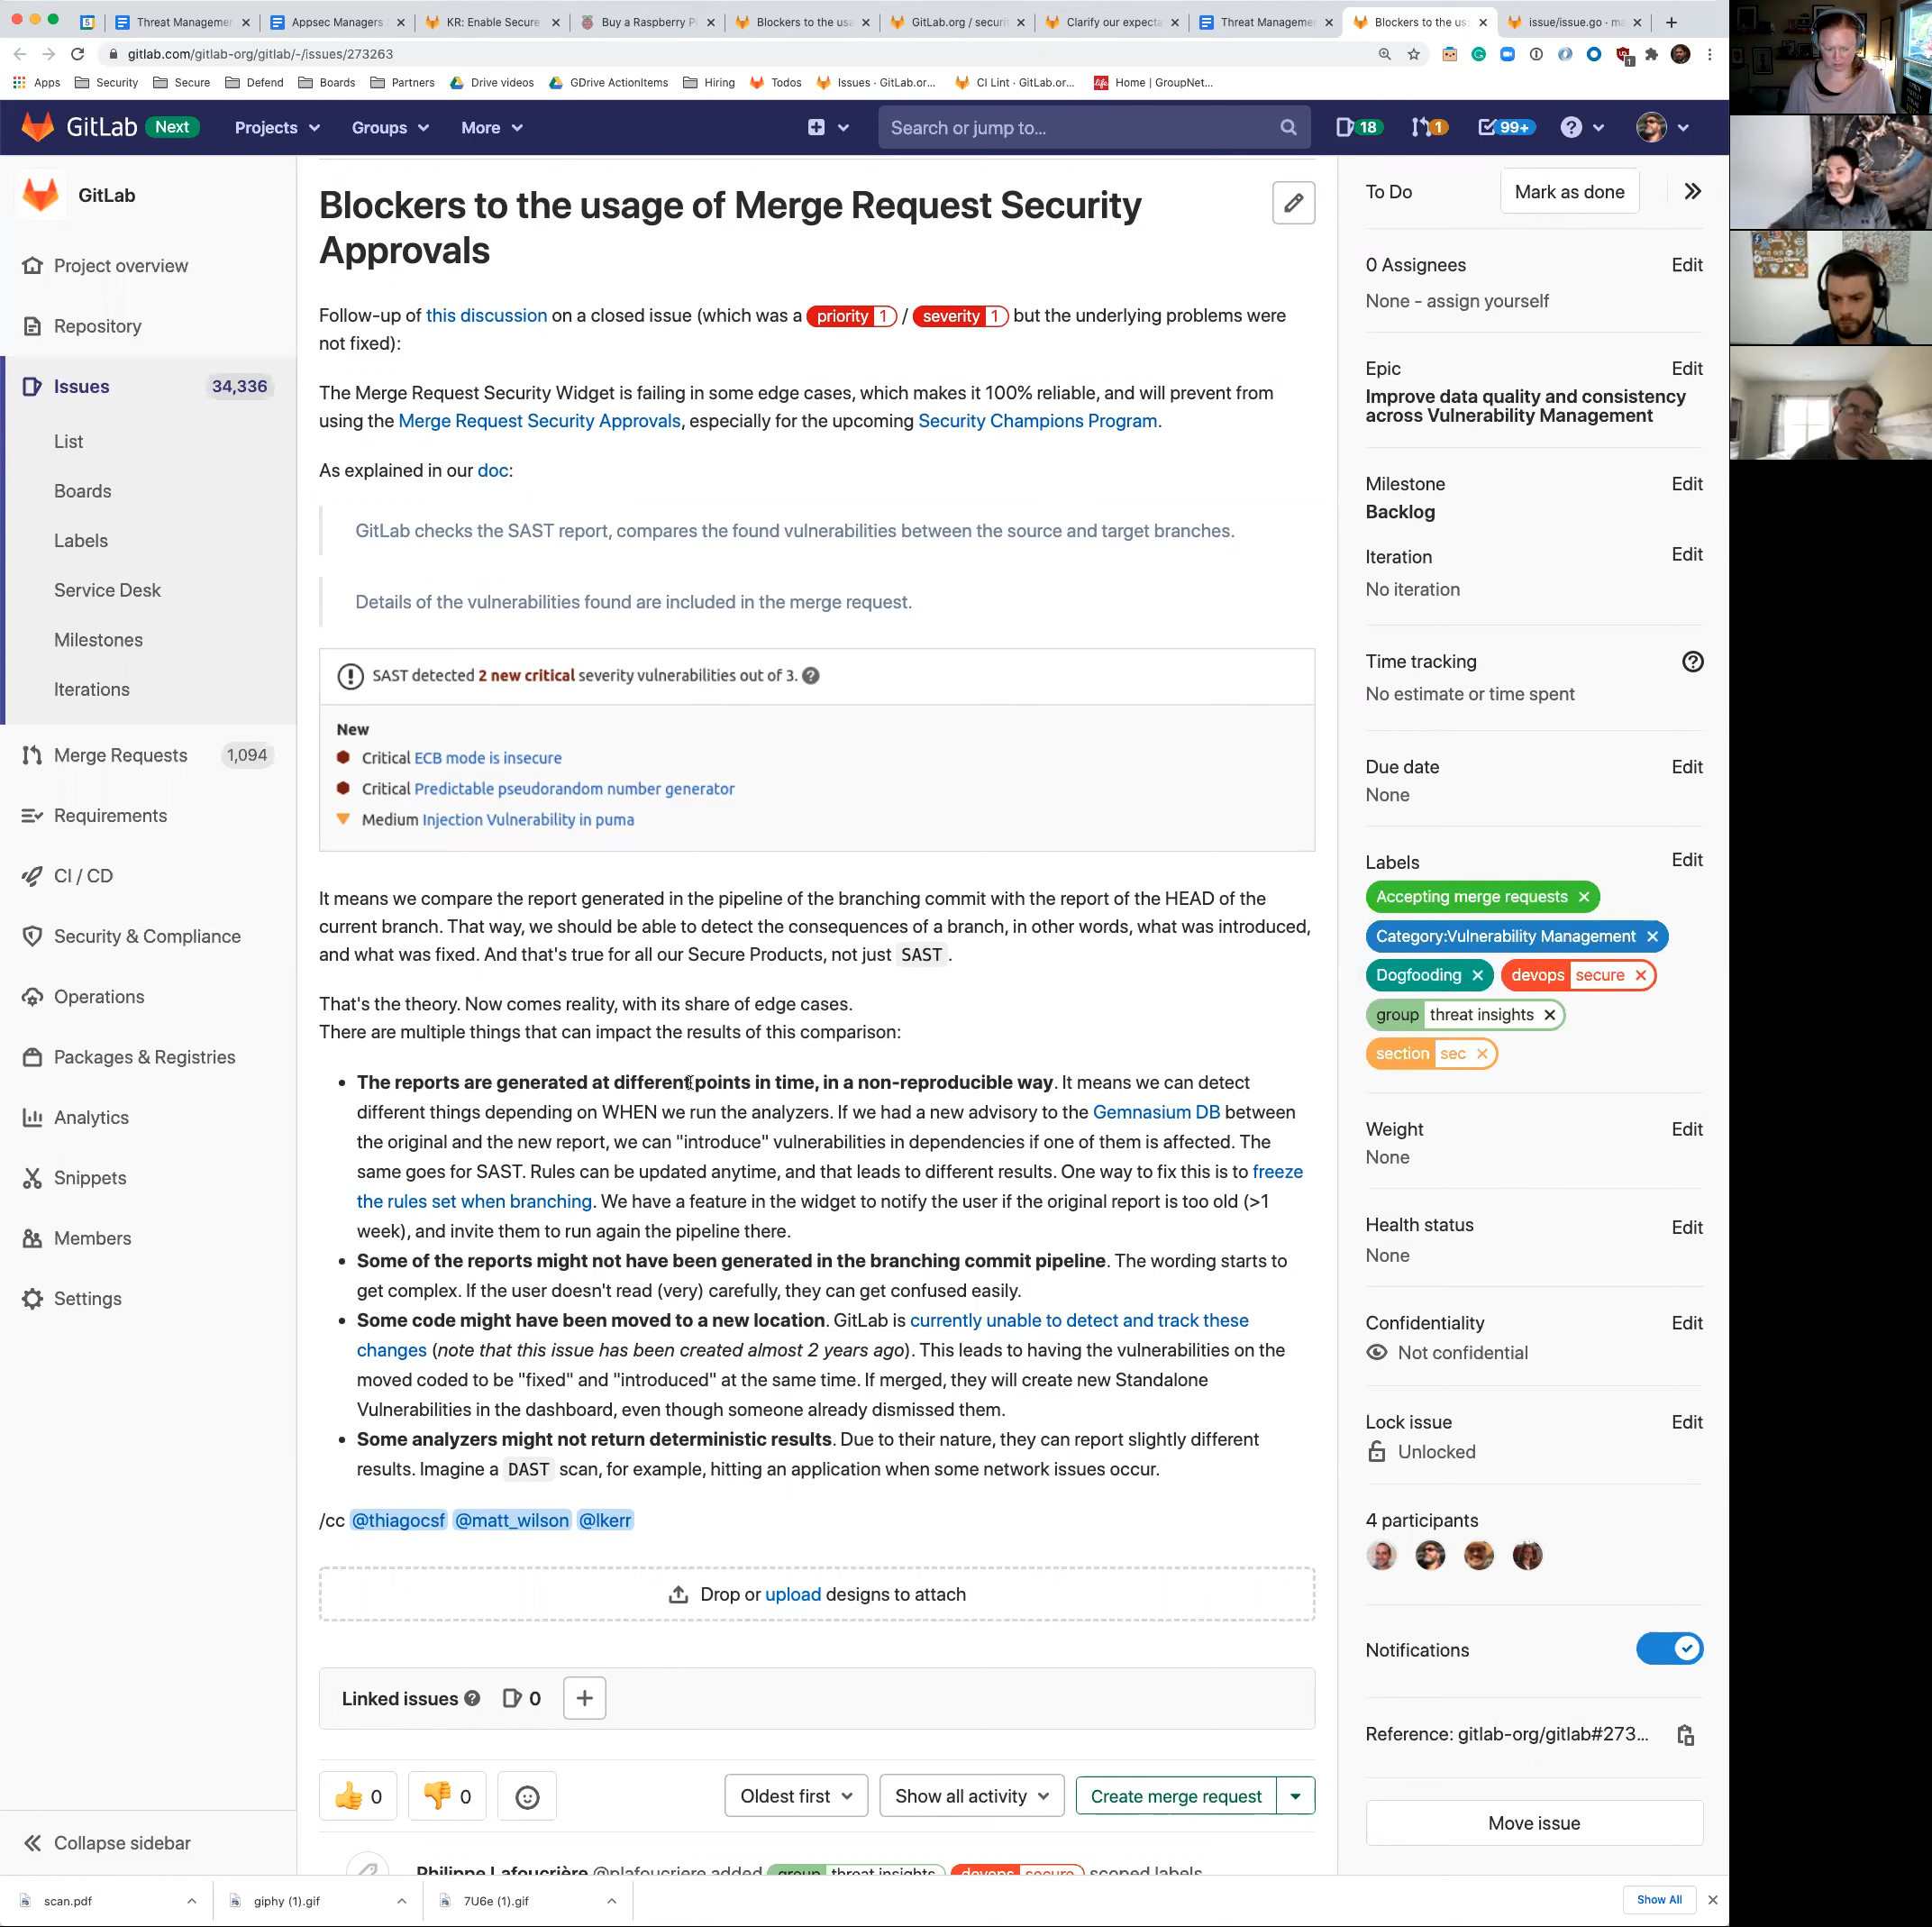 Threat Managemen
Appsec Managers
KR: Enable Secure
Buy a Raspberry P
Blockers to the usa
GitLab.org / securi
Clarify our expecta
Threat Manageme
Blockers to the us
issue/issue.go · ma
gitlab.com/gitlab-org/gitlab/-/issues/273263
Apps
Security
Secure
Defend
Boards
Partners
Drive videos
GDrive ActionItems
Hiring
Todos
Issues · GitLab.or...
CI Lint · GitLab.or...
Home | GroupNet...
GitLab Next
Projects
Groups
More
Search or jump to...
18
1
99+
GitLab
Project overview
Repository
Issues 34,336
List
Boards
Labels
Service Desk
Milestones
Iterations
Merge Requests 1,094
Requirements
CI / CD
Security & Compliance
Operations
Packages & Registries
Analytics
Snippets
Members
Settings
Collapse sidebar
Blockers to the usage of Merge Request Security
Approvals
Follow-up of this discussion on a closed issue (which was a priority 1 / severity 1 but the underlying problems were
not fixed):
The Merge Request Security Widget is failing in some edge cases, which makes it 100% reliable, and will prevent from
using the Merge Request Security Approvals, especially for the upcoming Security Champions Program.
As explained in our doc:
GitLab checks the SAST report, compares the found vulnerabilities between the source and target branches.
Details of the vulnerabilities found are included in the merge request.
SAST detected 2 new critical severity vulnerabilities out of 3.
New
Critical ECB mode is insecure
Critical Predictable pseudorandom number generator
Medium Injection Vulnerability in puma
It means we compare the report generated in the pipeline of the branching commit with the report of the HEAD of the
current branch. That way, we should be able to detect the consequences of a branch, in other words, what was introduced,
and what was fixed. And that's true for all our Secure Products, not just SAST.
That's the theory. Now comes reality, with its share of edge cases.
There are multiple things that can impact the results of this comparison:
• The reports are generated at different points in time, in a non-reproducible way. It means we can detect
different things depending on WHEN we run the analyzers. If we had a new advisory to the Gemnasium DB between
the original and the new report, we can "introduce" vulnerabilities in dependencies if one of them is affected. The
same goes for SAST. Rules can be updated anytime, and that leads to different results. One way to fix this is to freeze
the rules set when branching. We have a feature in the widget to notify the user if the original report is too old (>1
week), and invite them to run again the pipeline there.
• Some of the reports might not have been generated in the branching commit pipeline. The wording starts to
get complex. If the user doesn't read (very) carefully, they can get confused easily.
• Some code might have been moved to a new location. GitLab is currently unable to detect and track these
changes (note that this issue has been created almost 2 years ago). This leads to having the vulnerabilities on the
moved coded to be "fixed" and "introduced" at the same time. If merged, they will create new Standalone
Vulnerabilities in the dashboard, even though someone already dismissed them.
• Some analyzers might not return deterministic results. Due to their nature, they can report slightly different
results. Imagine a DAST scan, for example, hitting an application when some network issues occur.
/cc @thiagocsf @matt_wilson @lkerr
Drop or upload designs to attach
Linked issues 0
0
0
Oldest first
Show all activity
Create merge request
Philippe Lafoucrière @plafoucriere added group threat insights devops secure scoped labels
To Do
Mark as done
0 Assignees Edit
None - assign yourself
Epic Edit
Improve data quality and consistency
across Vulnerability Management
Milestone Edit
Backlog
Iteration Edit
No iteration
Time tracking
No estimate or time spent
Due date Edit
None
Labels Edit
Accepting merge requests
Category:Vulnerability Management
Dogfooding
devops secure
group threat insights
section sec
Weight Edit
None
Health status Edit
None
Confidentiality Edit
Not confidential
Lock issue Edit
Unlocked
4 participants
Notifications
Reference: gitlab-org/gitlab#273...
Move issue
scan.pdf
giphy (1).gif
7U6e (1).gif
Show All